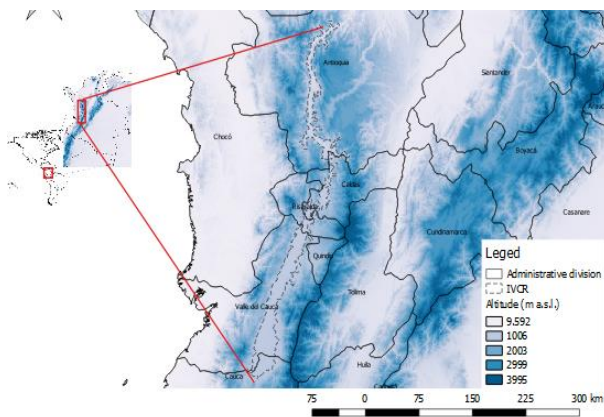 Antioquia
Santander
Chocó
Boyacá
Caldas
Risaralda
Casanare
Cundinamarca
Quindío
Tolima
Valle del Cauca
Huila
Cauca
Leged
Administrative division
IVCR
Altitude (m a.s.l.)
9.592
1006
2003
2999
3995
75 0 75 150 225 300 km